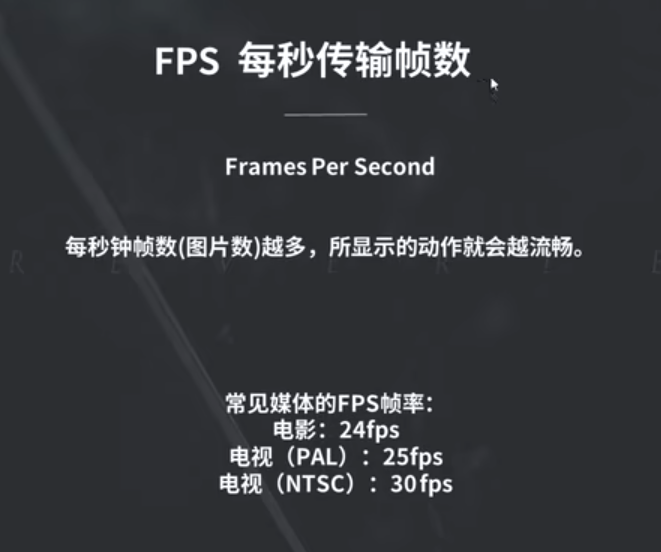 FPS 每秒传输帧数
Frames Per Second
每秒钟帧数(图片数)越多，所显示的动作就会越流畅。
常见媒体的FPS帧率：
电影：24fps
电视（PAL）：25fps
电视（NTSC）：30fps